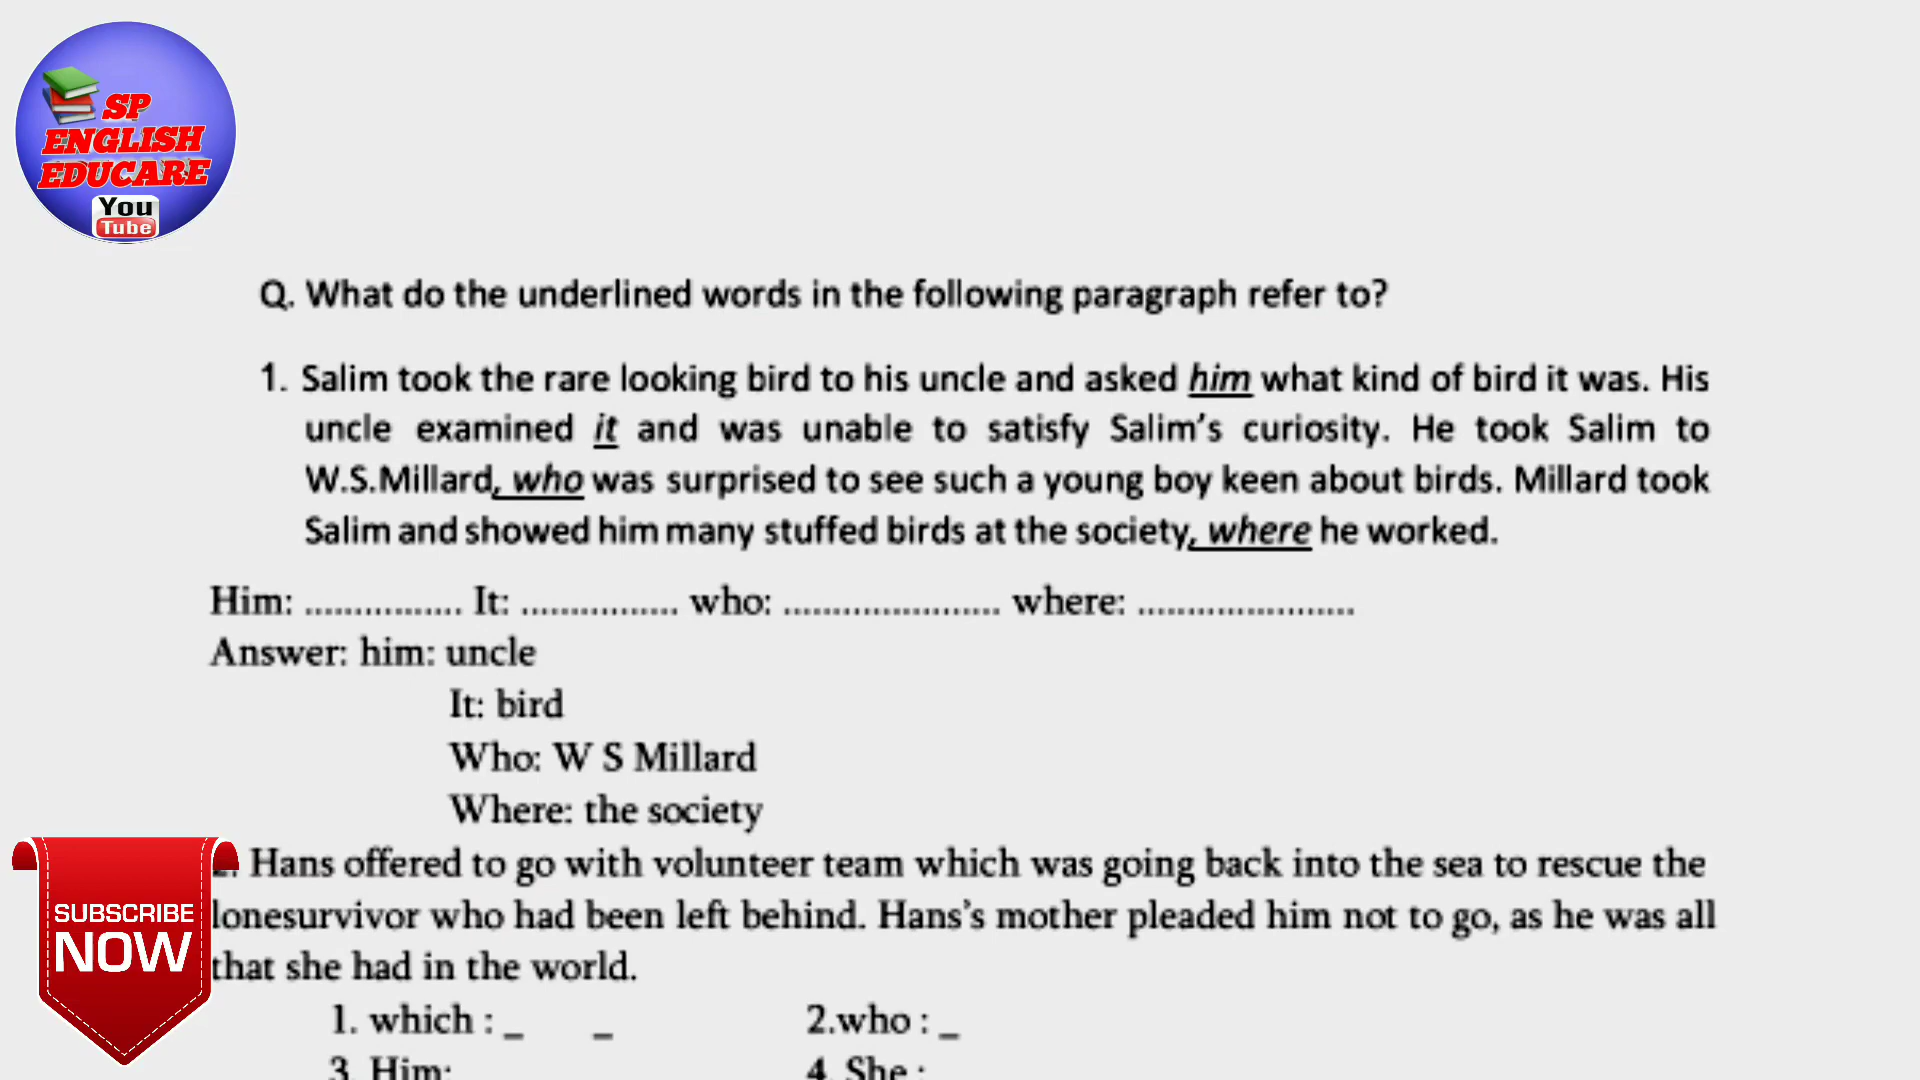 SP
ENGLISH
EDUCARE
You
Tube
Q. What do the underlined words in the following paragraph refer to?
1. Salim took the rare looking bird to his uncle and asked him what kind of bird it was. His
uncle examined it and was unable to satisfy Salim's curiosity. He took Salim to
W.S.Millard, who was surprised to see such a young boy keen about birds. Millard took
Salim and showed him many stuffed birds at the society, where he worked.
Him: ................ It: ................ who: ...................... where: ......................
Answer: him: uncle
It: bird
Who: W S Millard
Where: the society
2. Hans offered to go with volunteer team which was going back into the sea to rescue the
lonesurvivor who had been left behind. Hans's mother pleaded him not to go, as he was all
that she had in the world.
1. which : _ _ 2.who : _
3. Him: 4. She :
SUBSCRIBE
NOW